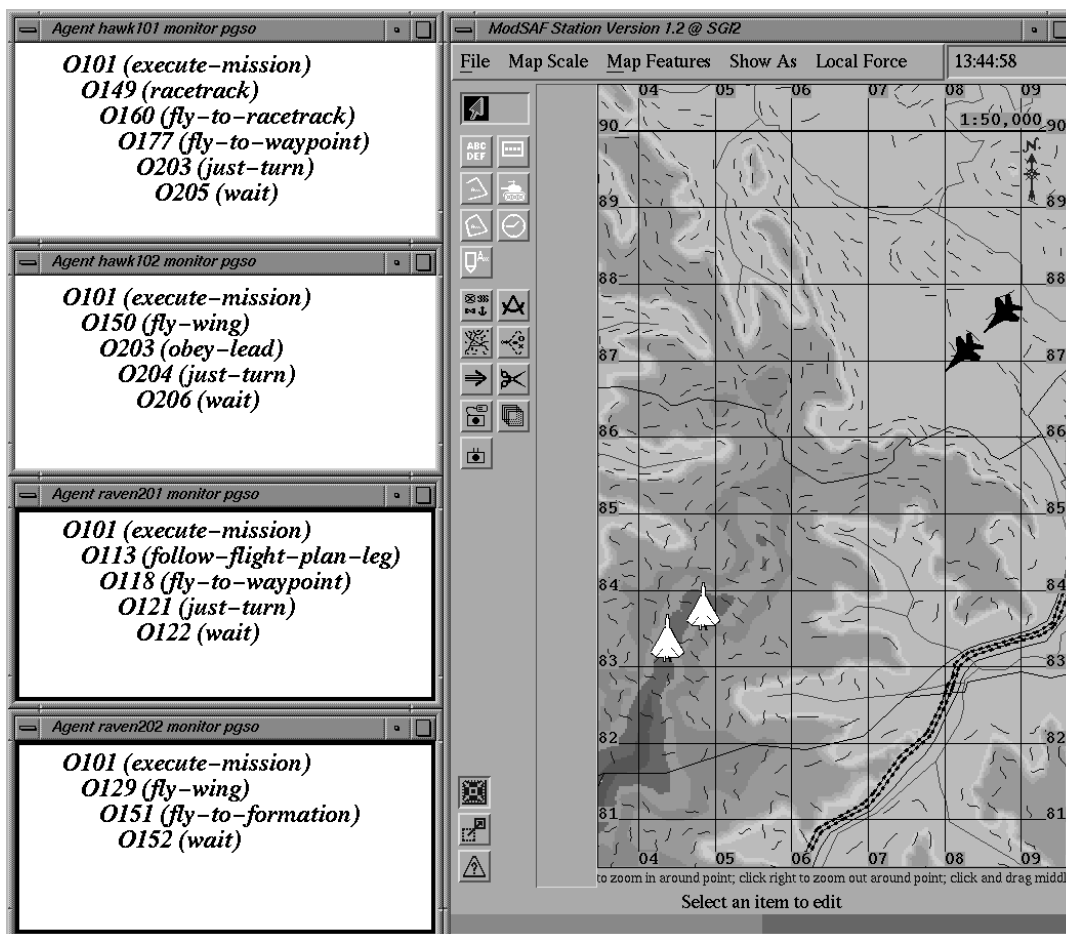 Agent hawk101 monitor pgso
O101 (execute-mission)
O149 (racetrack)
O160 (fly-to-racetrack)
O177 (fly-to-waypoint)
O203 (just-turn)
O205 (wait)
Agent hawk102 monitor pgso
O101 (execute-mission)
O150 (fly-wing)
O203 (obey-lead)
O204 (just-turn)
O206 (wait)
Agent raven201 monitor pgso
O101 (execute-mission)
O113 (follow-flight-plan-leg)
O118 (fly-to-waypoint)
O121 (just-turn)
O122 (wait)
Agent raven202 monitor pgso
O101 (execute-mission)
O129 (fly-wing)
O151 (fly-to-formation)
O152 (wait)
ModSAF Station Version 1.2 @ SGI2
File Map Scale Map Features Show As Local Force 13:44:58
ABC
DEF
04 05 06 07 08 09
1:50,000
N
90 90
89 89
88 88
87 87
86 86
85 85
84 84
83 83
82 82
81 81
04 05 06 07 08 09
to zoom in around point; click right to zoom out around point; click and drag middl
Select an item to edit